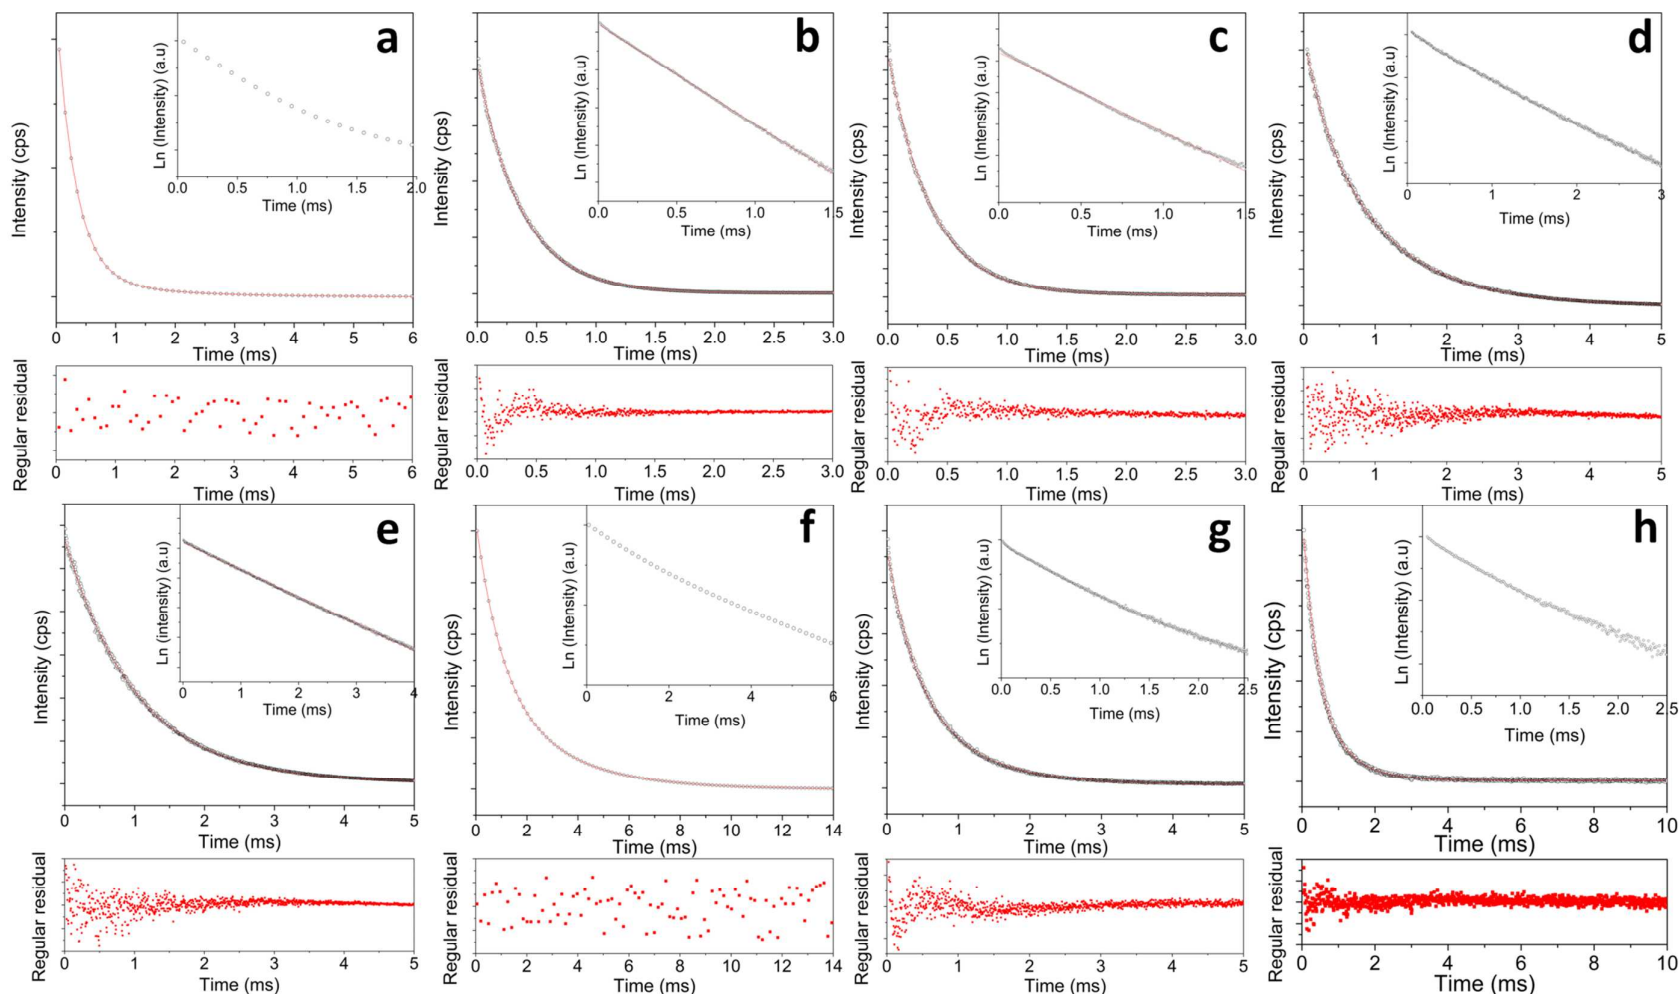 a
Intensity (cps)
Ln (Intensity) (a.u)
0.0 0.5 1.0 1.5 2.0
Time (ms)
0 1 2 3 4 5 6
Time (ms)
Regular residual
0 1 2 3 4 5 6
Time (ms)
b
Intensity (cps)
Ln (Intensity) (a.u)
0.0 0.5 1.0 1.5
Time (ms)
0.0 0.5 1.0 1.5 2.0 2.5 3.0
Time (ms)
Regular residual
0.0 0.5 1.0 1.5 2.0 2.5 3.0
Time (ms)
c
Intensity (cps)
Ln (Intensity) (a.u)
0.0 0.5 1.0 1.5
Time (ms)
0.0 0.5 1.0 1.5 2.0 2.5 3.0
Time (ms)
Regular residual
0.0 0.5 1.0 1.5 2.0 2.5 3.0
Time (ms)
d
Intensity (cps)
Ln (Intensity) (a.u)
0 1 2 3
Time (ms)
0 1 2 3 4 5
Time (ms)
Regular residual
0 1 2 3 4 5
Time (ms)
e
Intensity (cps)
Ln (intensity) (a.u)
0 1 2 3 4
Time (ms)
0 1 2 3 4 5
Time (ms)
Regular residual
0 1 2 3 4 5
Time (ms)
f
Intensity (cps)
Ln (Intensity) (a.u)
0 2 4 6
Time (ms)
0 2 4 6 8 10 12 14
Time (ms)
Regular residual
0 2 4 6 8 10 12 14
Time (ms)
g
Intensity (cps)
Ln (Intensity) (a.u)
0.0 0.5 1.0 1.5 2.0 2.5
Time (ms)
0 1 2 3 4 5
Time (ms)
Regular residual
0 1 2 3 4 5
Time (ms)
h
Intensity (cps)
Ln (Intensity) (a.u)
0.0 0.5 1.0 1.5 2.0 2.5
Time (ms)
0 2 4 6 8 10
Time (ms)
Regular residual
0 2 4 6 8 10
Time (ms)